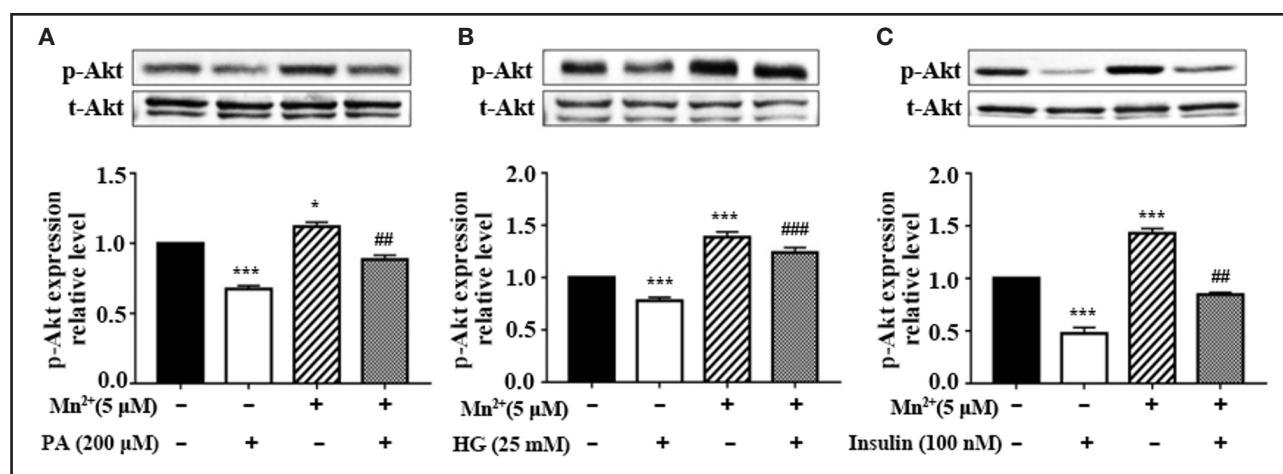 A
p-Akt
t-Akt
p-Akt expression
relative level
1.5
1.0
0.5
0.0
***
*
##
Mn²⁺(5 μM) – – + +
PA (200 μM) – + – +
B
p-Akt
t-Akt
p-Akt expression
relative level
2.0
1.5
1.0
0.5
0.0
***
***
###
Mn²⁺(5 μM) – – + +
HG (25 mM) – + – +
C
p-Akt
t-Akt
p-Akt expression
relative level
2.0
1.5
1.0
0.5
0.0
***
***
##
Mn²⁺(5 μM) – – + +
Insulin (100 nM) – + – +